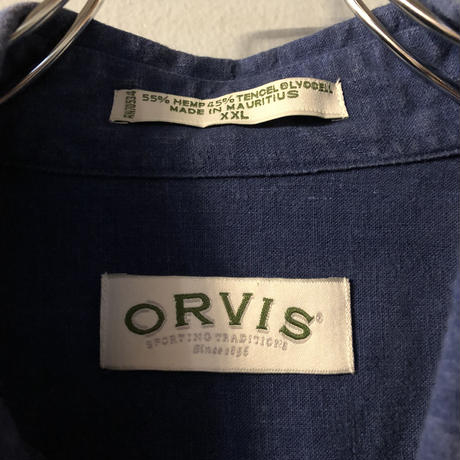 55% HEMP 45% TENCEL®LYOCELL
MADE IN MAURITIUS
XXL
ORVIS®
SPORTING TRADITIONS
Since 1856